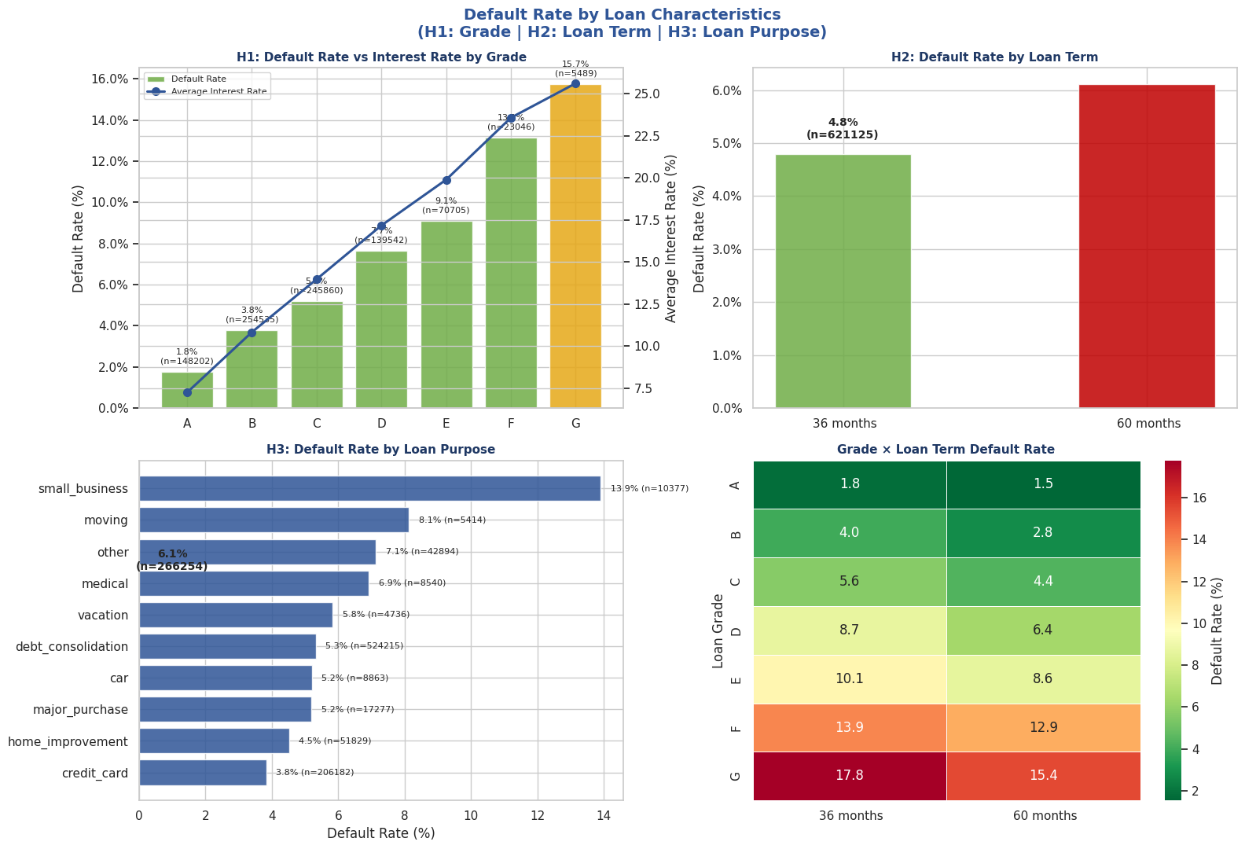 Default Rate by Loan Characteristics
(H1: Grade | H2: Loan Term | H3: Loan Purpose)
H1: Default Rate vs Interest Rate by Grade
Default Rate
Average Interest Rate
Default Rate (%)
16.0%
14.0%
12.0%
10.0%
8.0%
6.0%
4.0%
2.0%
0.0%
1.8%
(n=148202)
3.8%
(n=254535)
(n=245860)
(n=139542)
9.1%
(n=70705)
(n=23046)
15.7%
(n=5489)
A B C D E F G
25.0
22.5
20.0
17.5
15.0
12.5
10.0
7.5
Average Interest Rate (%)
H2: Default Rate by Loan Term
Default Rate (%)
6.0%
5.0%
4.0%
3.0%
2.0%
1.0%
0.0%
4.8%
(n=621125)
36 months 60 months
H3: Default Rate by Loan Purpose
small_business 13.9% (n=10377)
moving 8.1% (n=5414)
other 7.1% (n=42894)
6.1%
(n=266254)
medical 6.9% (n=8540)
vacation 5.8% (n=4736)
debt_consolidation 5.3% (n=524215)
car 5.2% (n=8863)
major_purchase 5.2% (n=17277)
home_improvement 4.5% (n=51829)
credit_card 3.8% (n=206182)
0 2 4 6 8 10 12 14
Default Rate (%)
Grade × Loan Term Default Rate
Loan Grade
A 1.8 1.5
B 4.0 2.8
C 5.6 4.4
D 8.7 6.4
E 10.1 8.6
F 13.9 12.9
G 17.8 15.4
36 months 60 months
16
14
12
10
8
6
4
2
Default Rate (%)